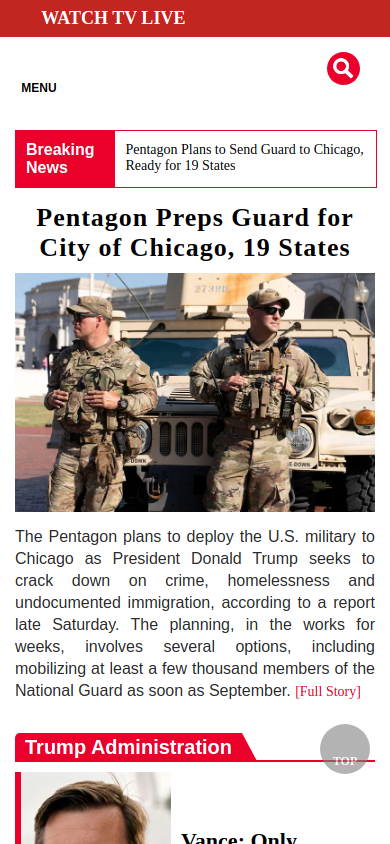 WATCH TV LIVE
MENU
Breaking News
Pentagon Plans to Send Guard to Chicago,
Ready for 19 States
Pentagon Preps Guard for
City of Chicago, 19 States
273RD
The Pentagon plans to deploy the U.S. military to
Chicago as President Donald Trump seeks to
crack down on crime, homelessness and
undocumented immigration, according to a report
late Saturday. The planning, in the works for
weeks, involves several options, including
mobilizing at least a few thousand members of the
National Guard as soon as September. [Full Story]
Trump Administration
TOP
Vance: Only